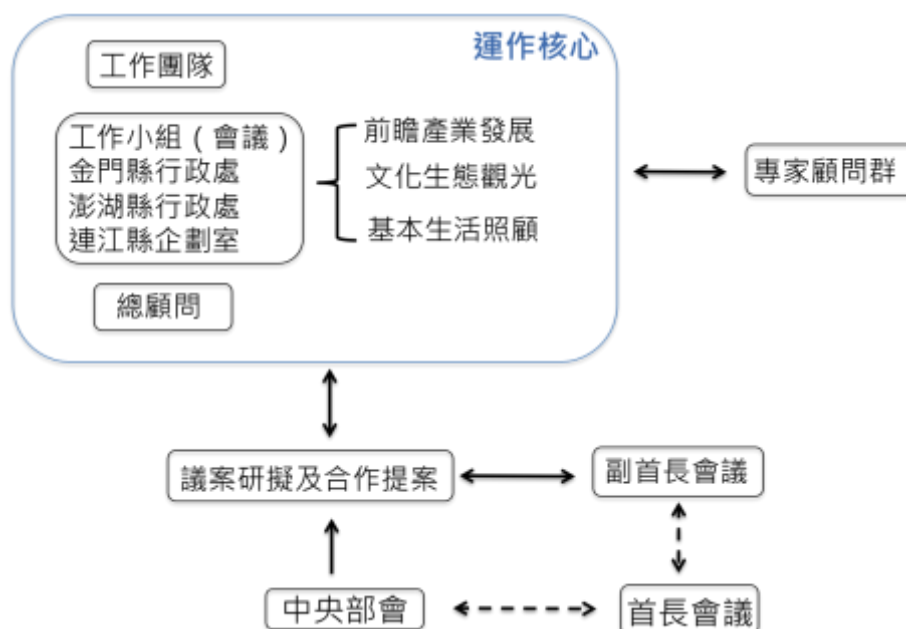 運作核心
工作團隊
工作小組（會議）
金門縣行政處
澎湖縣行政處
連江縣企劃室
前瞻產業發展
文化生態觀光
基本生活照顧
總顧問
專家顧問群
議案研擬及合作提案
副首長會議
中央部會
首長會議